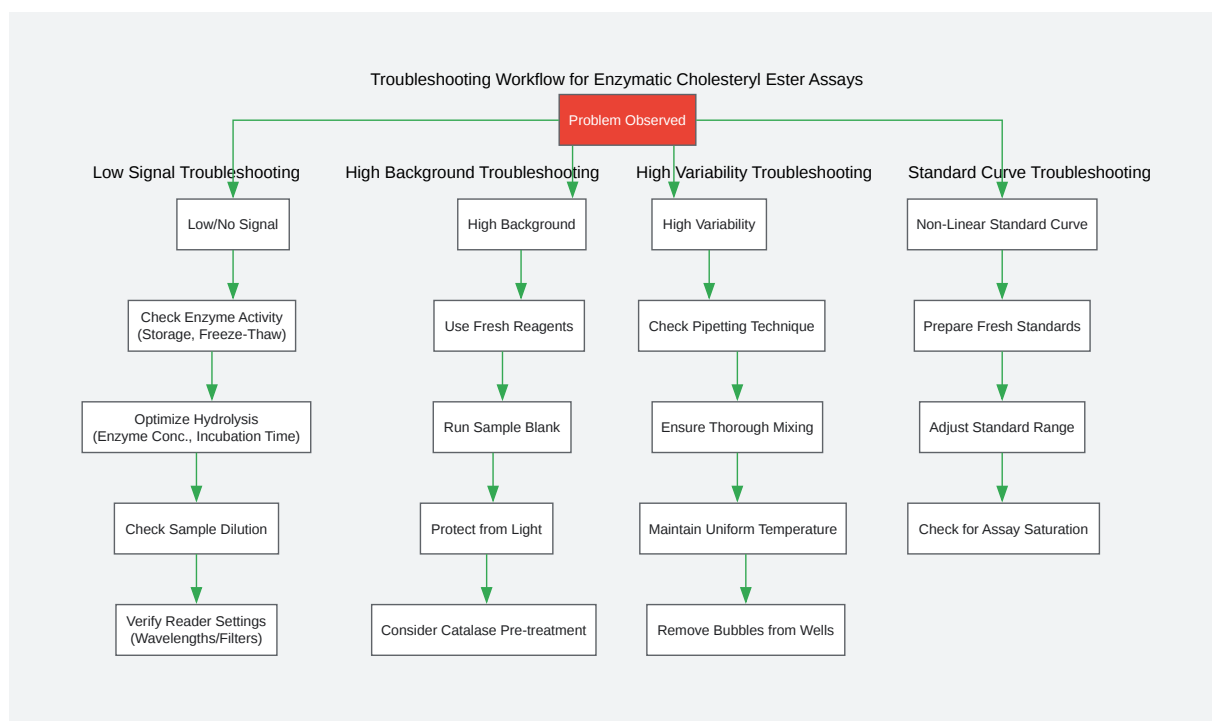 Troubleshooting Workflow for Enzymatic Cholesteryl Ester Assays
Problem Observed
Low Signal Troubleshooting
Low/No Signal
Check Enzyme Activity
(Storage, Freeze-Thaw)
Optimize Hydrolysis
(Enzyme Conc., Incubation Time)
Check Sample Dilution
Verify Reader Settings
(Wavelengths/Filters)
High Background Troubleshooting
High Background
Use Fresh Reagents
Run Sample Blank
Protect from Light
Consider Catalase Pre-treatment
High Variability Troubleshooting
High Variability
Check Pipetting Technique
Ensure Thorough Mixing
Maintain Uniform Temperature
Remove Bubbles from Wells
Standard Curve Troubleshooting
Non-Linear Standard Curve
Prepare Fresh Standards
Adjust Standard Range
Check for Assay Saturation